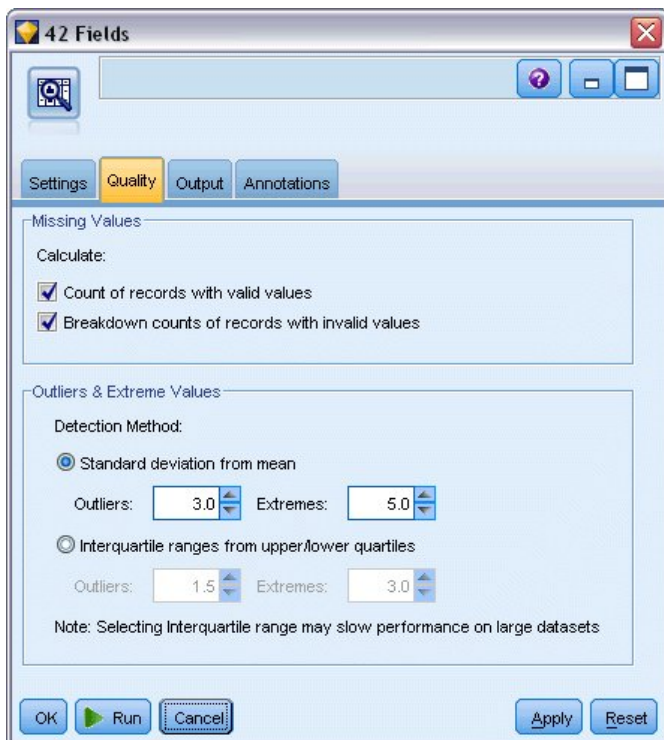 42 Fields
Settings Quality Output Annotations
Missing Values
Calculate:
Count of records with valid values
Breakdown counts of records with invalid values
Outliers & Extreme Values
Detection Method:
Standard deviation from mean
Outliers: 3.0 Extremes: 5.0
Interquartile ranges from upper/lower quartiles
Outliers: 1.5 Extremes: 3.0
Note: Selecting Interquartile range may slow performance on large datasets
OK Run Cancel Apply Reset